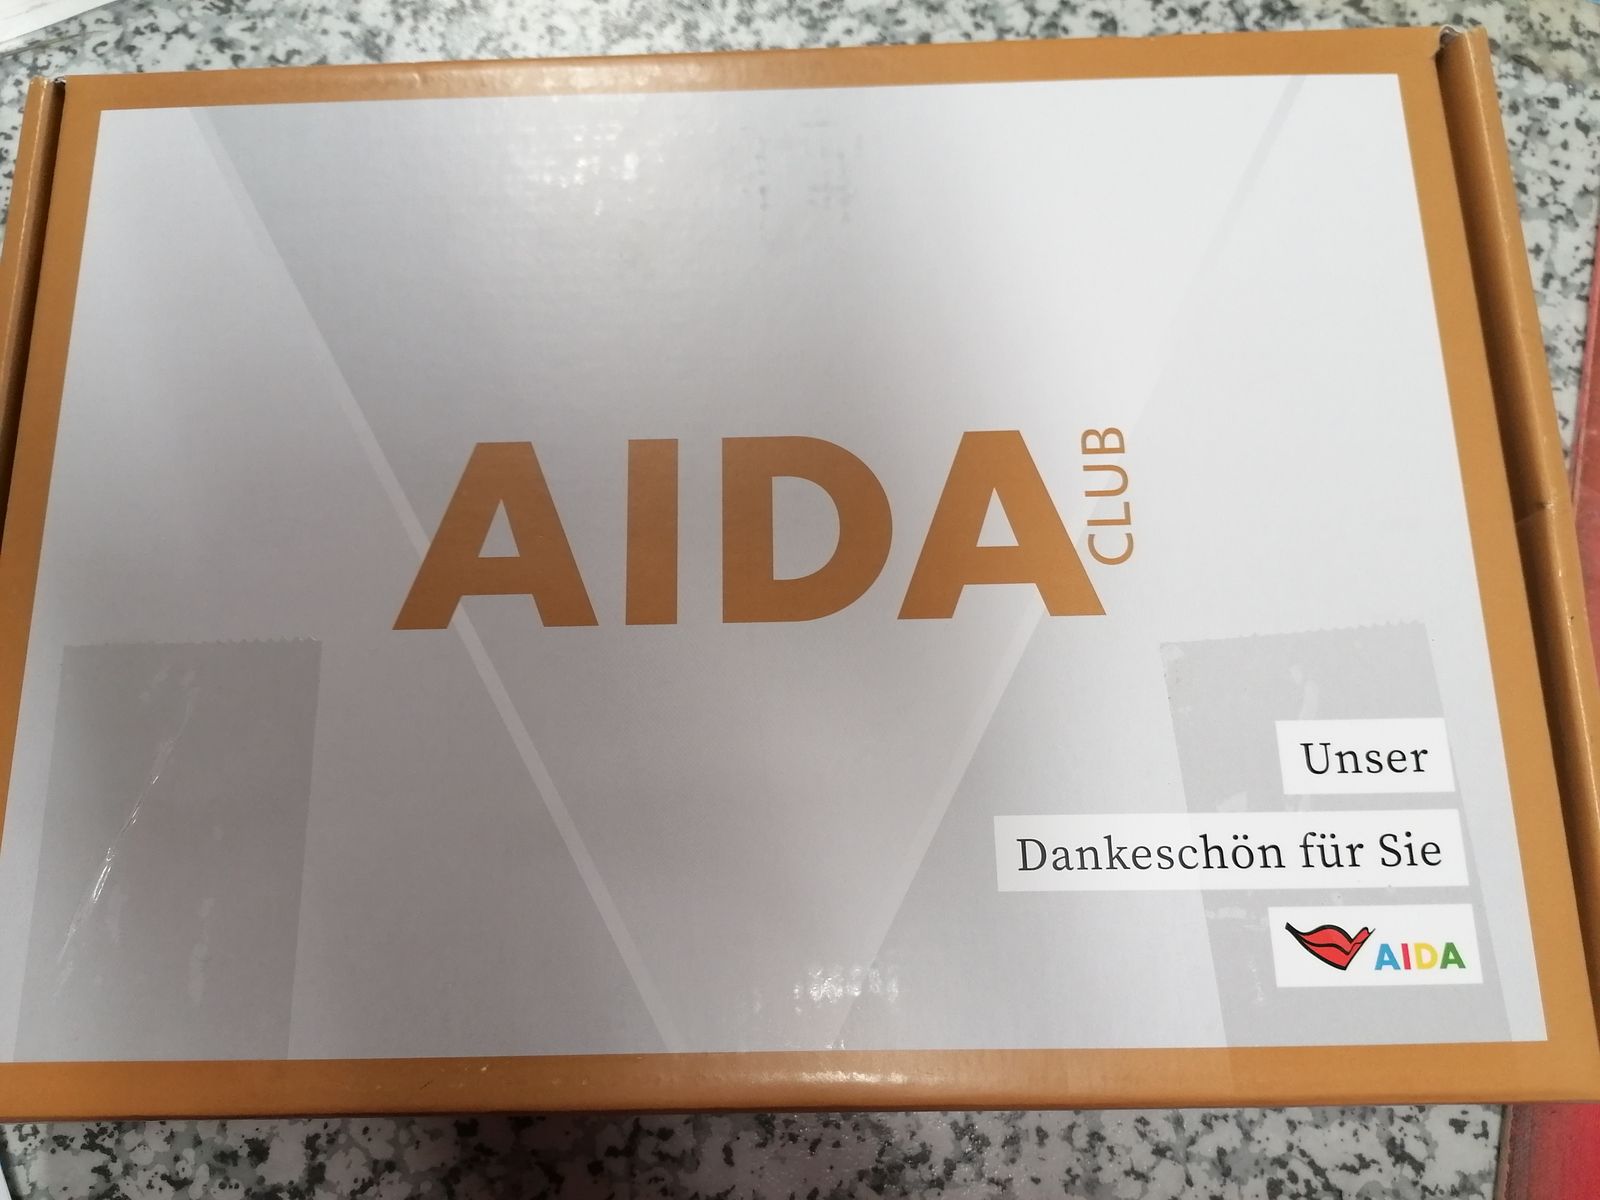 AIDA
CLUB
Unser
Dankeschön für Sie
AIDA